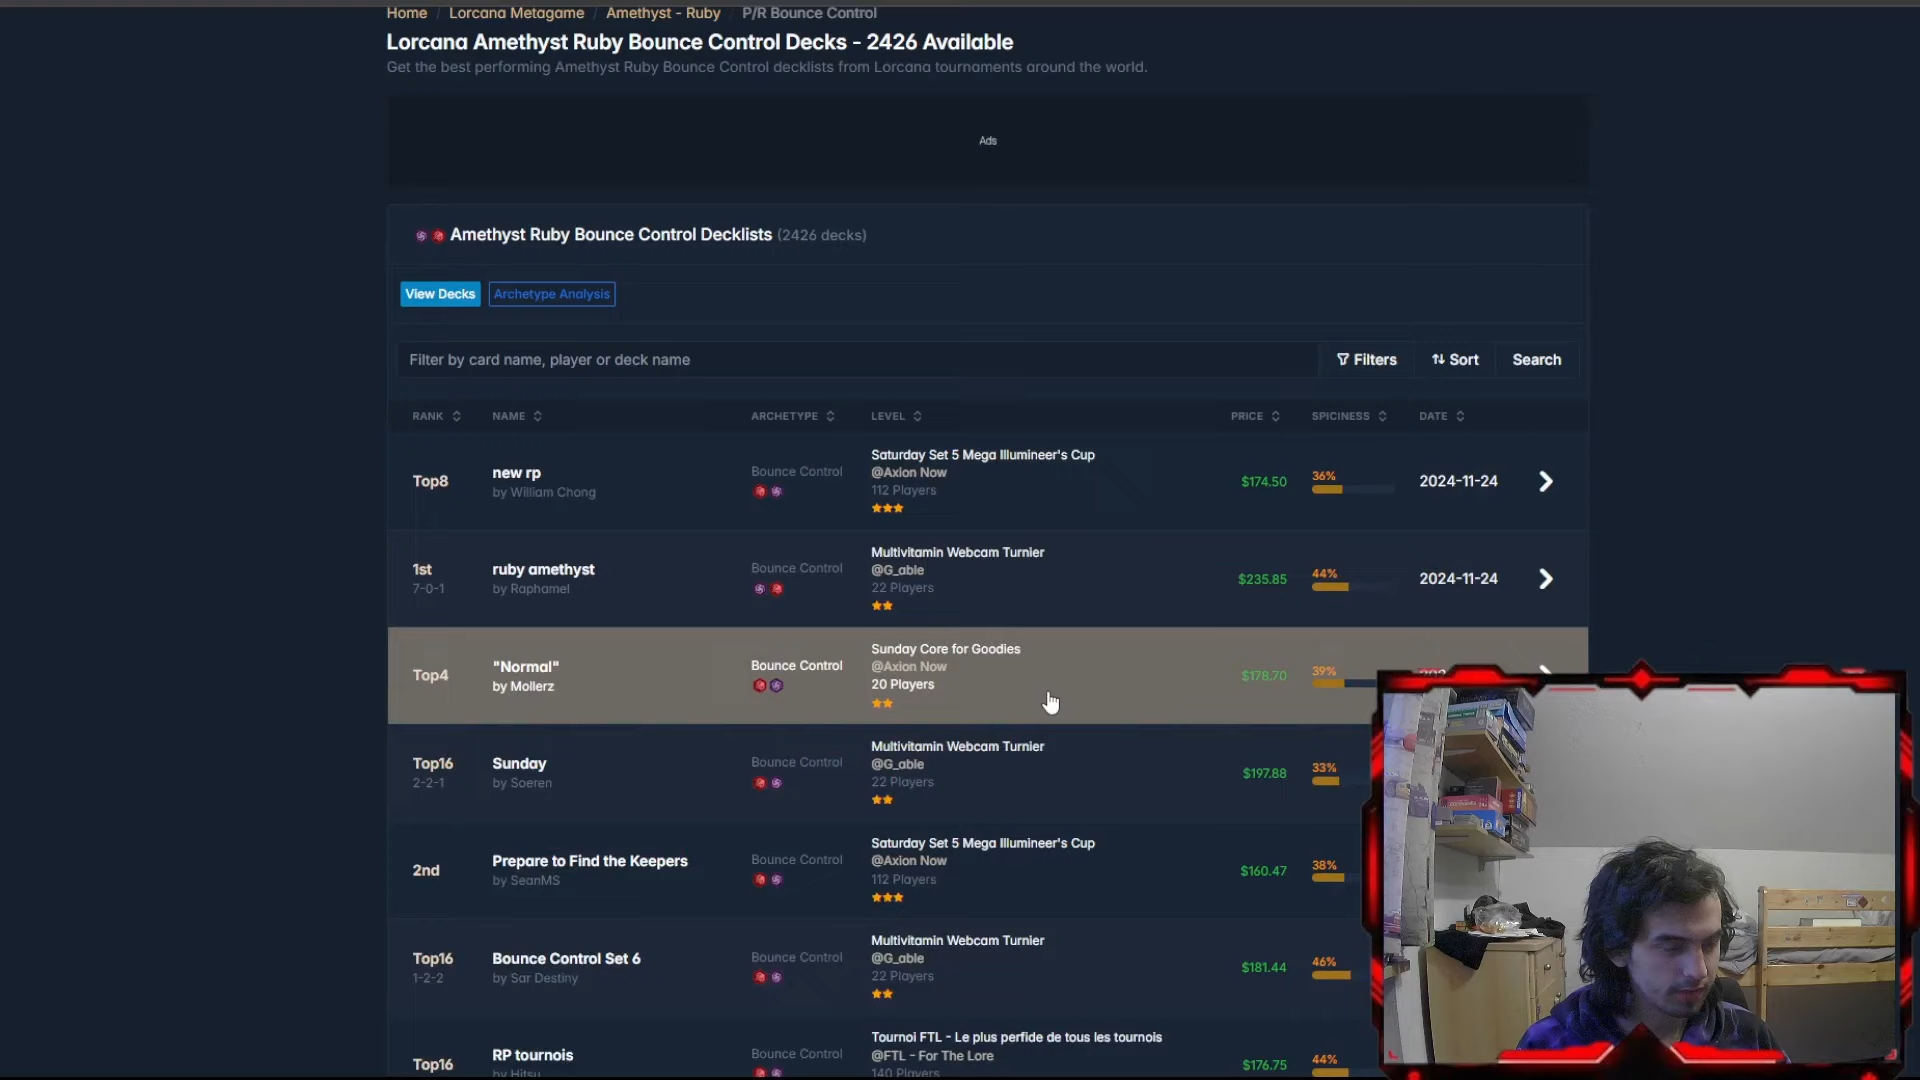 Home / Lorcana Metagame / Amethyst - Ruby / P/R Bounce Control
Lorcana Amethyst Ruby Bounce Control Decks - 2426 Available
Get the best performing Amethyst Ruby Bounce Control decklists from Lorcana tournaments around the world.
Ads
Amethyst Ruby Bounce Control Decklists (2426 decks)
View Decks Archetype Analysis
Filter by card name, player or deck name Filters Sort Search
RANK NAME ARCHETYPE LEVEL PRICE SPICINESS DATE
Top8 new rp by William Chong Bounce Control
Saturday Set 5 Mega Illumineer's Cup
@Axion Now
112 Players
$174.50 36% 2024-11-24
1st 7-0-1 ruby amethyst by Raphamel Bounce Control
Multivitamin Webcam Turnier
@G_able
22 Players
$235.85 44% 2024-11-24
Top4 "Normal" by Mollerz Bounce Control
Sunday Core for Goodies
@Axion Now
20 Players
$178.70 39%
Top16 2-2-1 Sunday by Soeren Bounce Control
Multivitamin Webcam Turnier
@G_able
22 Players
$197.88 33%
2nd Prepare to Find the Keepers by SeanMS Bounce Control
Saturday Set 5 Mega Illumineer's Cup
@Axion Now
112 Players
$160.47 38%
Top16 1-2-2 Bounce Control Set 6 by Sar Destiny Bounce Control
Multivitamin Webcam Turnier
@G_able
22 Players
$181.44 46%
Top16 RP tournois by Hitsu Bounce Control
Tournoi FTL - Le plus perfide de tous les tournois
@FTL - For The Lore
140 Players
$176.75 44%